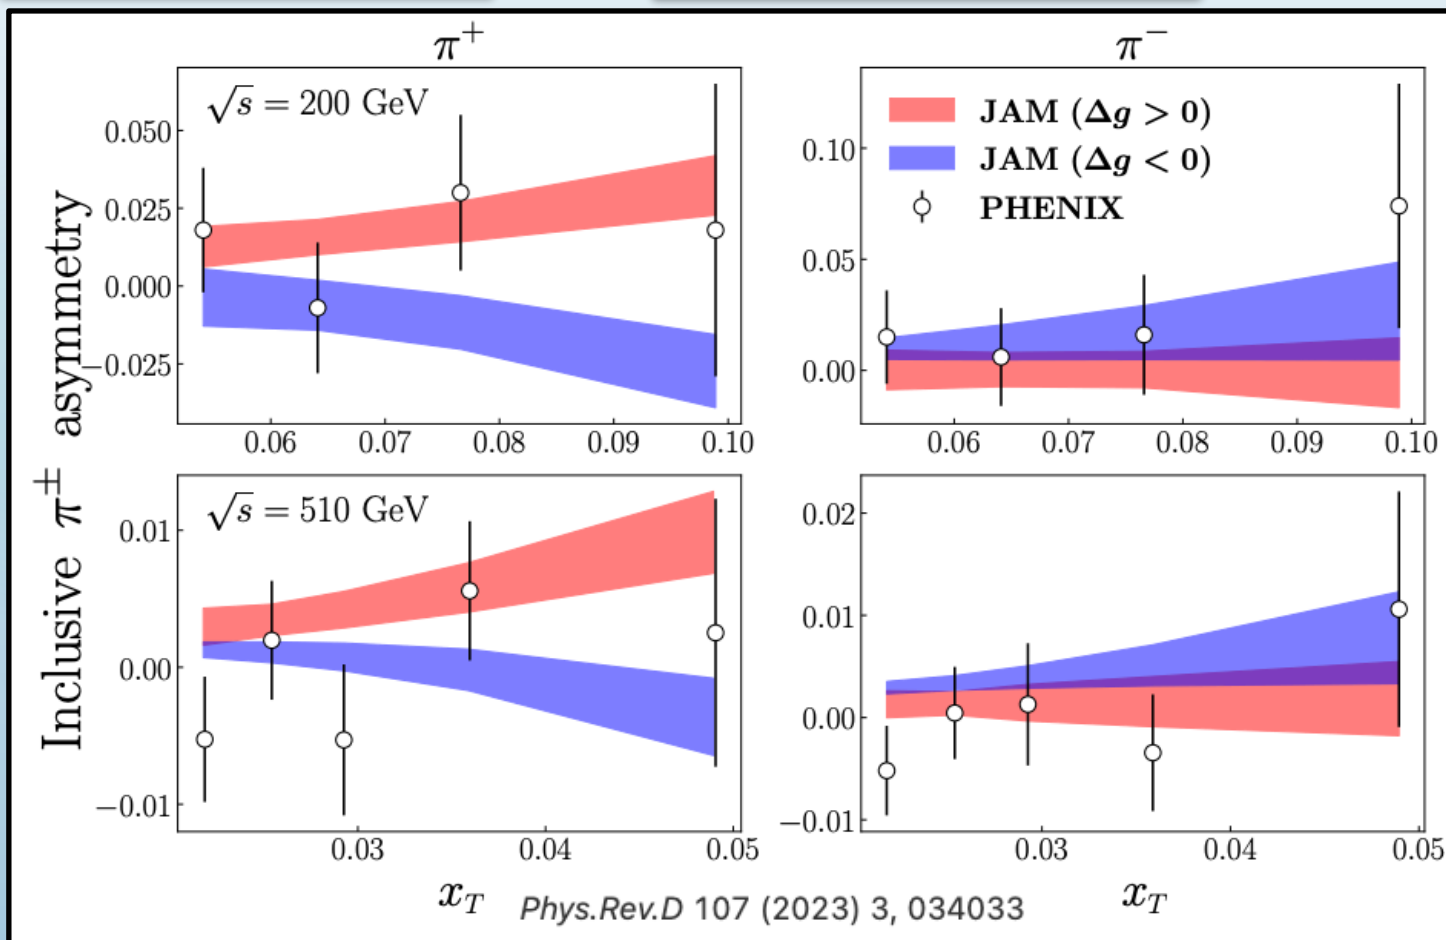 π⁺
π⁻
√s = 200 GeV
JAM (Δg > 0)
JAM (Δg < 0)
PHENIX
0.050
0.025
0.000
−0.025
0.10
0.05
0.00
0.06 0.07 0.08 0.09 0.10
0.06 0.07 0.08 0.09 0.10
Inclusive π± asymmetry
√s = 510 GeV
0.01
0.00
−0.01
0.02
0.01
0.00
−0.01
0.03 0.04 0.05
0.03 0.04 0.05
x_T
x_T
Phys.Rev.D 107 (2023) 3, 034033